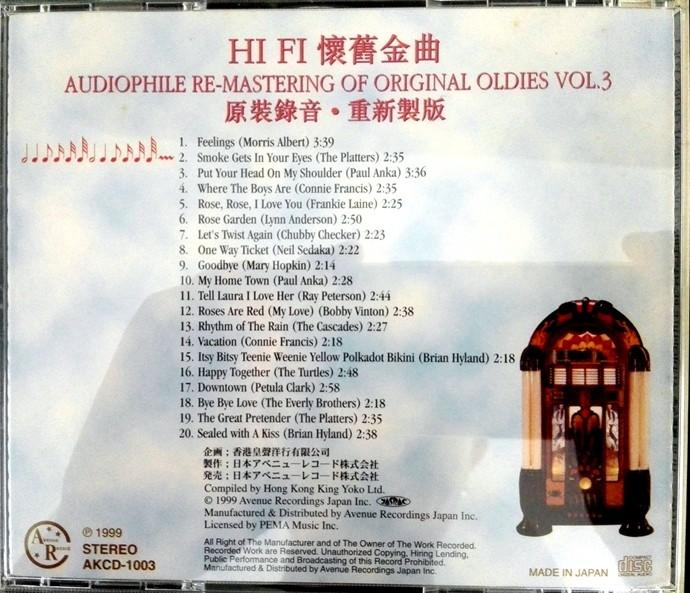 HI FI 懷舊金曲
AUDIOPHILE RE-MASTERING OF ORIGINAL OLDIES VOL.3
原裝錄音・重新製版
1. Feelings (Morris Albert) 3:39
2. Smoke Gets In Your Eyes (The Platters) 2:35
3. Put Your Head On My Shoulder (Paul Anka) 3:36
4. Where The Boys Are (Connie Francis) 2:35
5. Rose, Rose, I Love You (Frankie Laine) 2:25
6. Rose Garden (Lynn Anderson) 2:50
7. Let's Twist Again (Chubby Checker) 2:23
8. One Way Ticket (Neil Sedaka) 2:22
9. Goodbye (Mary Hopkin) 2:14
10. My Home Town (Paul Anka) 2:28
11. Tell Laura I Love Her (Ray Peterson) 2:44
12. Roses Are Red (My Love) (Bobby Vinton) 2:38
13. Rhythm of The Rain (The Cascades) 2:27
14. Vacation (Connie Francis) 2:18
15. Itsy Bitsy Teenie Weenie Yellow Polkadot Bikini (Brian Hyland) 2:18
16. Happy Together (The Turtles) 2:48
17. Downtown (Petula Clark) 2:58
18. Bye Bye Love (The Everly Brothers) 2:18
19. The Great Pretender (The Platters) 2:35
20. Sealed with A Kiss (Brian Hyland) 2:38
企画；香港皇聲洋行有限公司
製作；日本アベニューレコード株式会社
発売；日本アベニューレコード株式会社
Compiled by Hong Kong King Yoko Ltd.
© 1999 Avenue Recordings Japan Inc.
Manufactured & Distributed by Avenue Recordings Japan Inc.
Licensed by PEMA Music Inc.
All Right of The Manufacturer and of The Owner of The Work Recorded.
Recorded Work are Reserved. Unauthorized Copying, Hiring Lending,
Public Performance and Broadcasting of this Record Prohibited.
Manufactured & Distributed by Avenue Recordings Japan Inc.
℗ 1999
STEREO
AKCD-1003
A R
MADE IN JAPAN
COMPACT
disc
DIGITAL AUDIO